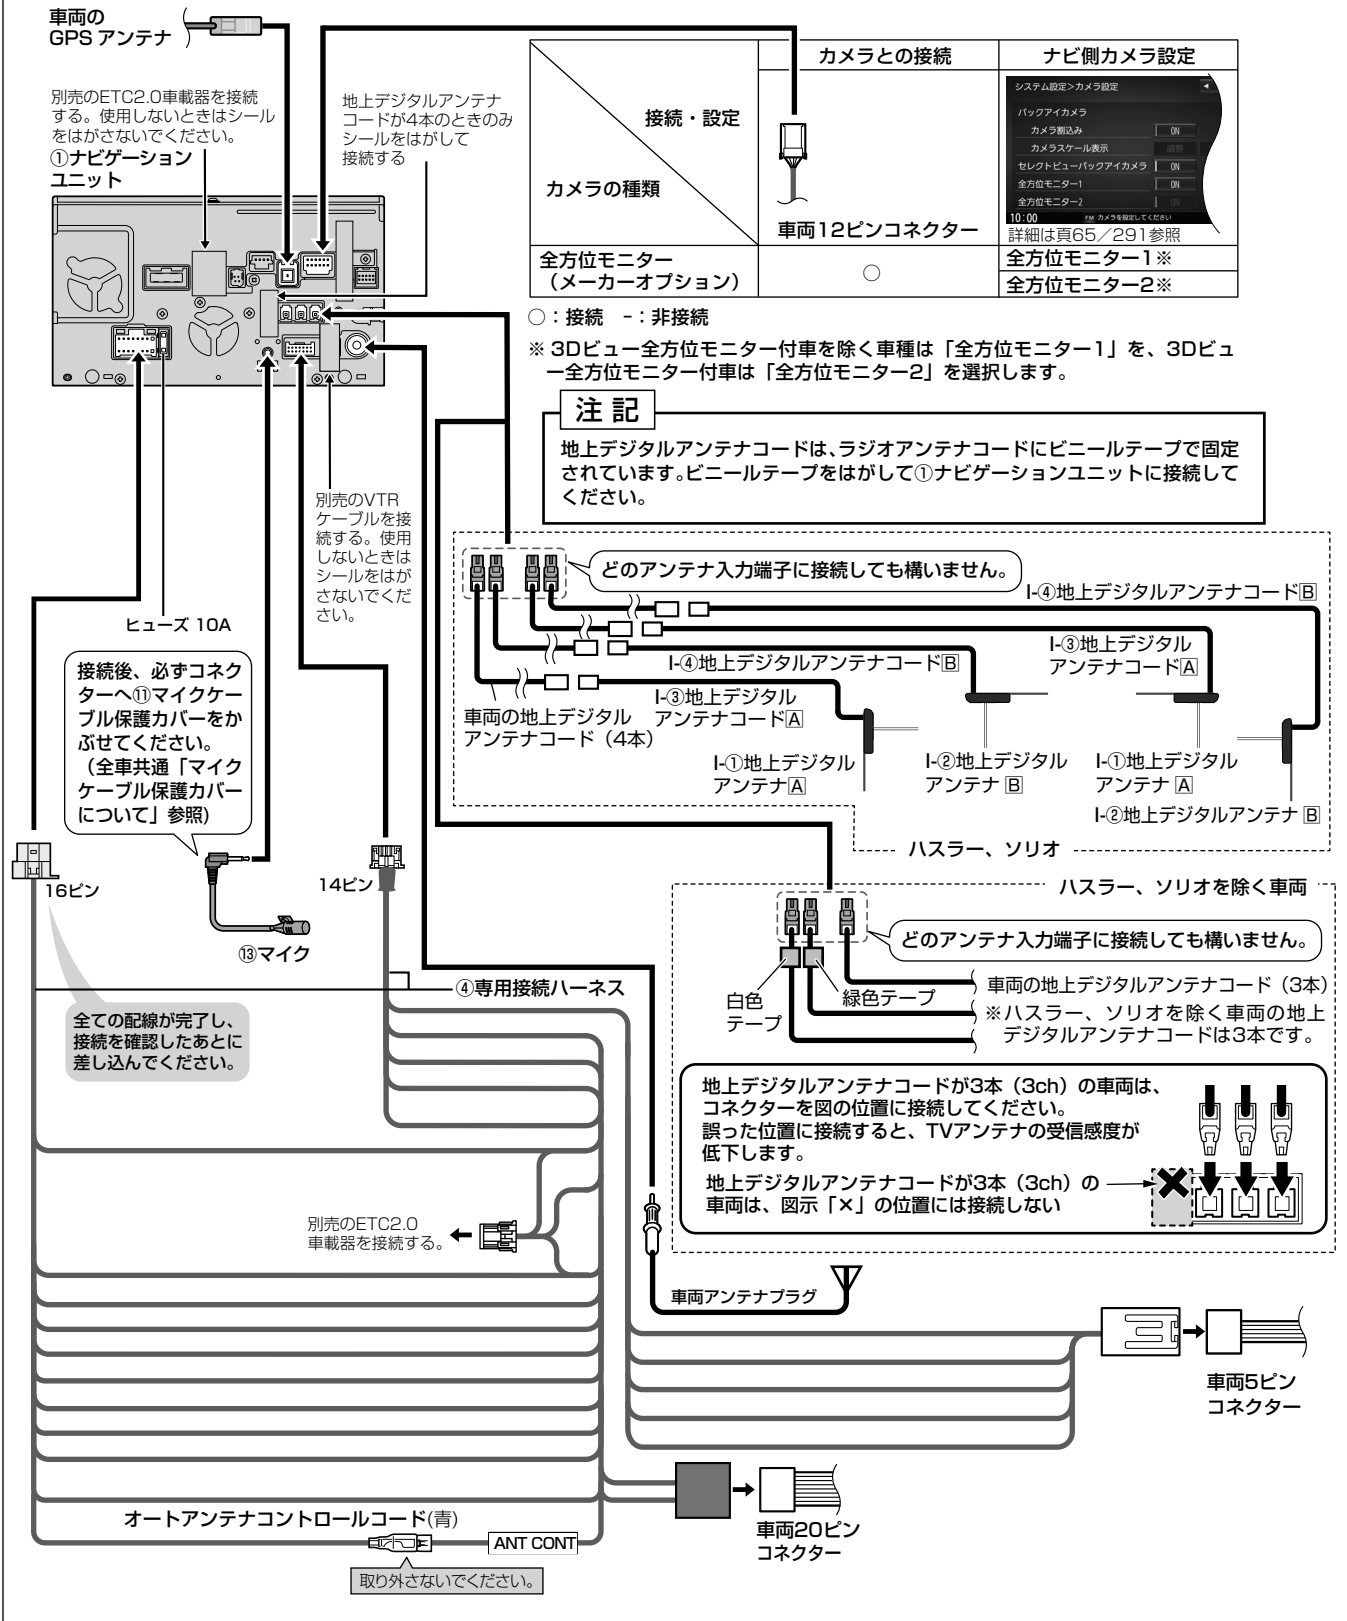 車両の
GPS アンテナ
別売のETC2.0車載器を接続
する。使用しないときはシール
をはがさないでください。
①ナビゲーション
ユニット
地上デジタルアンテナ
コードが4本のときのみ
シールをはがして
接続する
カメラとの接続
ナビ側カメラ設定
接続・設定
カメラの種類
車両12ピンコネクター
システム設定>カメラ設定
バックアイカメラ
カメラ割込み ON
カメラスケール表示 調整
セレクトビューバックアイカメラ ON
全方位モニター1 ON
全方位モニター2 ON
10:00 FM カメラを設定してください
詳細は頁65／291参照
全方位モニター
（メーカーオプション）
○
全方位モニター1※
全方位モニター2※
○：接続 －：非接続
※ 3Dビュー全方位モニター付車を除く車種は「全方位モニター1」を、3Dビュ
ー全方位モニター付車は「全方位モニター2」を選択します。
注 記
地上デジタルアンテナコードは、ラジオアンテナコードにビニールテープで固定
されています。ビニールテープをはがして①ナビゲーションユニットに接続して
ください。
別売のVTR
ケーブルを接
続する。使用
しないときは
シールをはが
さないでくだ
さい。
ヒューズ 10A
接続後、必ずコネク
ターへ⑪マイクケー
ブル保護カバーをか
ぶせてください。
（全車共通「マイク
ケーブル保護カバー
について」参照)
どのアンテナ入力端子に接続しても構いません。
I-④地上デジタルアンテナコードB
I-③地上デジタル
アンテナコードA
I-④地上デジタルアンテナコードB
I-③地上デジタル
アンテナコードA
車両の地上デジタル
アンテナコード（4本）
I-①地上デジタル
アンテナA
I-②地上デジタル
アンテナ B
I-①地上デジタル
アンテナ A
I-②地上デジタルアンテナ B
ハスラー、ソリオ
16ピン
14ピン
⑬マイク
④専用接続ハーネス
全ての配線が完了し、
接続を確認したあとに
差し込んでください。
ハスラー、ソリオを除く車両
どのアンテナ入力端子に接続しても構いません。
白色
テープ
緑色テープ
車両の地上デジタルアンテナコード（3本）
※ハスラー、ソリオを除く車両の地上
デジタルアンテナコードは3本です。
地上デジタルアンテナコードが3本（3ch）の車両は、
コネクターを図の位置に接続してください。
誤った位置に接続すると、TVアンテナの受信感度が
低下します。
地上デジタルアンテナコードが3本（3ch）の
車両は、図示「×」の位置には接続しない
別売のETC2.0
車載器を接続する。
車両アンテナプラグ
車両5ピン
コネクター
オートアンテナコントロールコード(青)
ANT CONT
取り外さないでください。
車両20ピン
コネクター